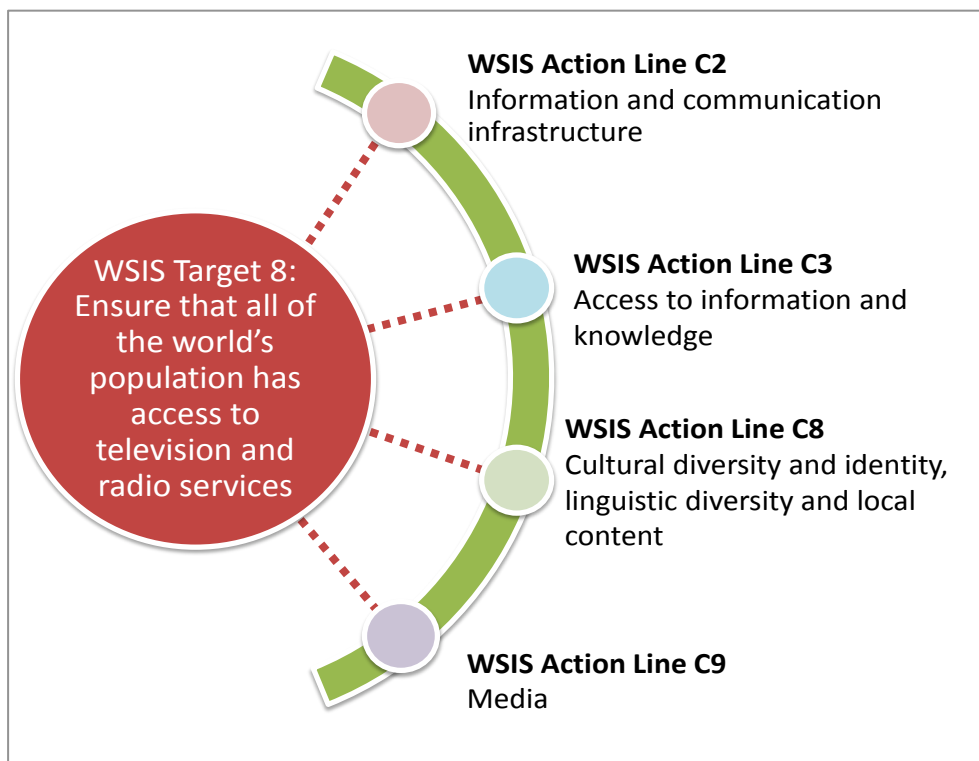 WSIS Target 8:
Ensure that all of
the world’s
population has
access to
television and
radio services
WSIS Action Line C2
Information and communication
infrastructure
WSIS Action Line C3
Access to information and
knowledge
WSIS Action Line C8
Cultural diversity and identity,
linguistic diversity and local
content
WSIS Action Line C9
Media